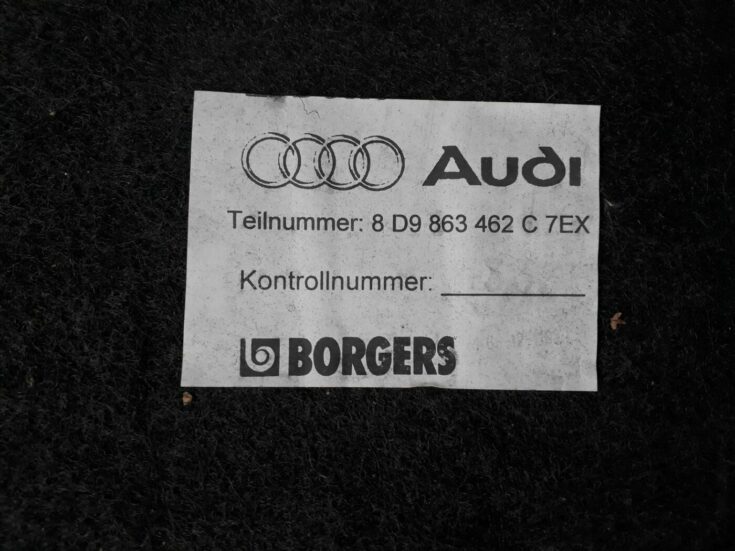 Audi
Teilnummer: 8 D9 863 462 C 7EX
Kontrollnummer:
BORGERS